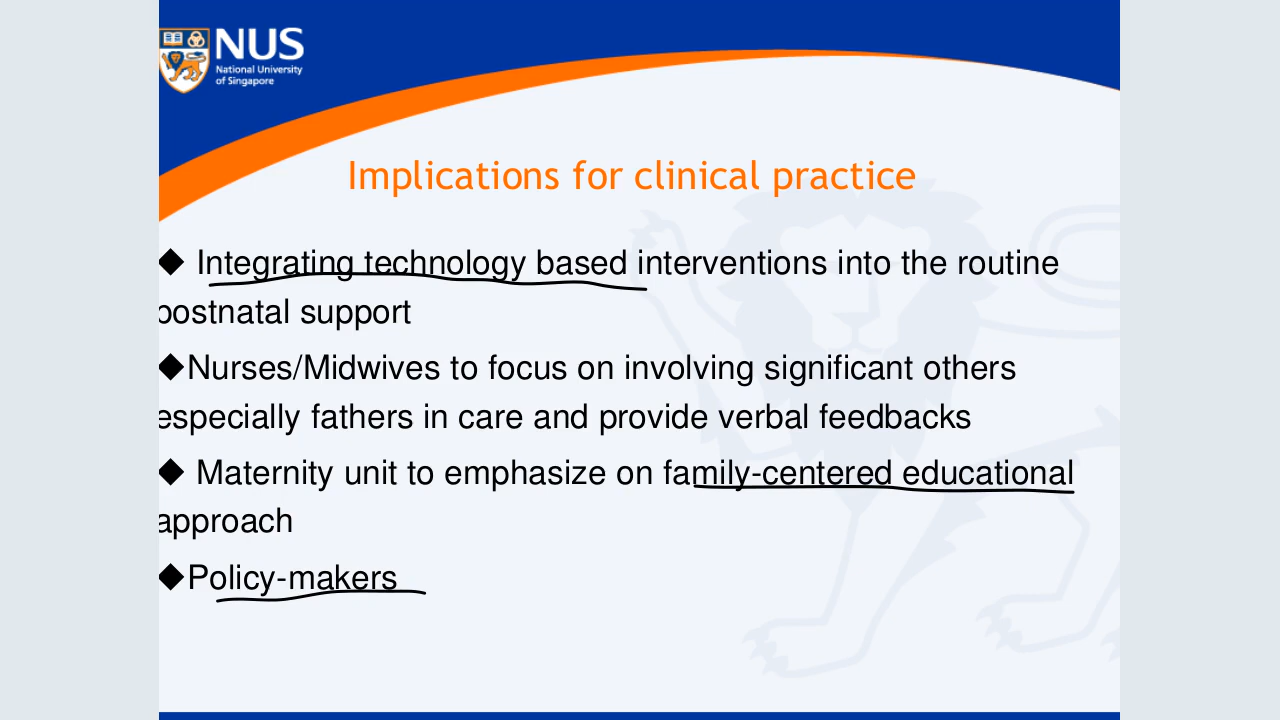 NUS
National University
of Singapore
Implications for clinical practice
◆ Integrating technology based interventions into the routine
postnatal support
◆Nurses/Midwives to focus on involving significant others
especially fathers in care and provide verbal feedbacks
◆ Maternity unit to emphasize on family-centered educational
approach
◆Policy-makers